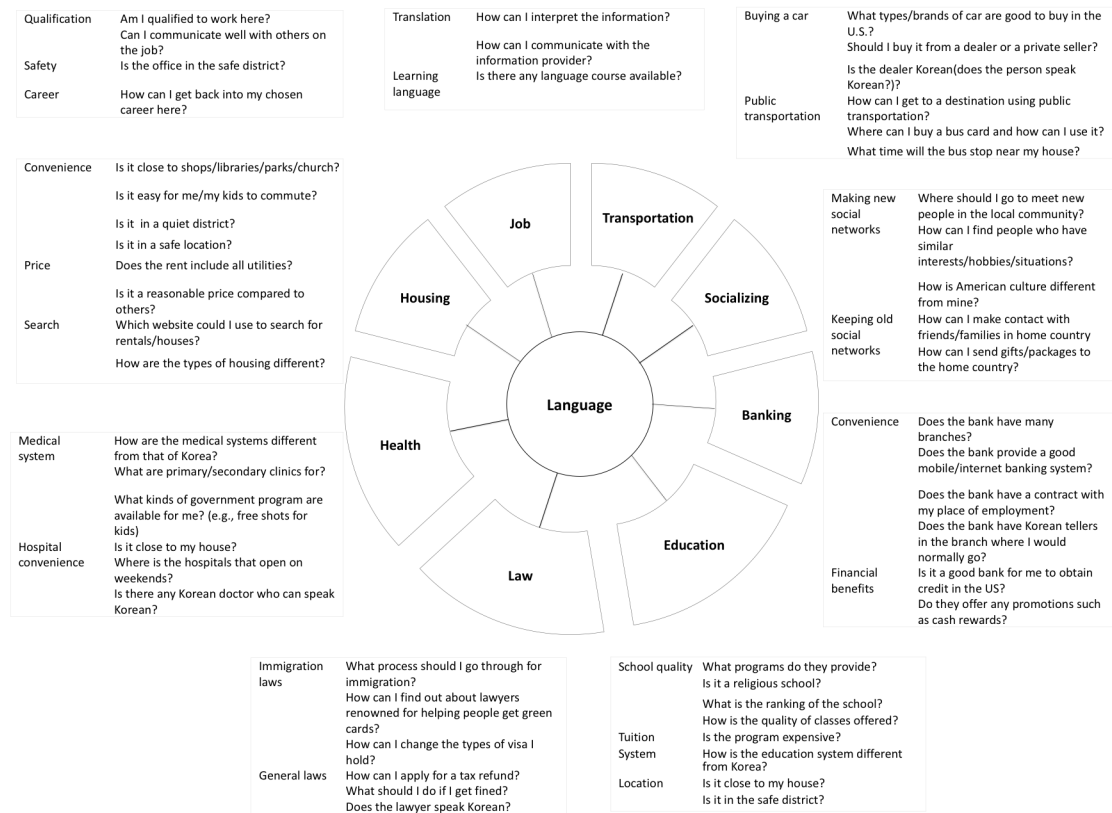 Qualification Am I qualified to work here?
Can I communicate well with others on
the job?
Safety Is the office in the safe district?
Career How can I get back into my chosen
career here?
Translation How can I interpret the information?
How can I communicate with the
information provider?
Learning Is there any language course available?
language
Buying a car What types/brands of car are good to buy in the
U.S.?
Should I buy it from a dealer or a private seller?
Is the dealer Korean(does the person speak
Korean?)?
Public How can I get to a destination using public
transportation transportation?
Where can I buy a bus card and how can I use it?
What time will the bus stop near my house?
Convenience Is it close to shops/libraries/parks/church?
Is it easy for me/my kids to commute?
Is it in a quiet district?
Is it in a safe location?
Price Does the rent include all utilities?
Is it a reasonable price compared to
others?
Search Which website could I use to search for
rentals/houses?
How are the types of housing different?
Job
Transportation
Housing
Socializing
Language
Banking
Health
Education
Law
Making new Where should I go to meet new
social people in the local community?
networks How can I find people who have
similar
interests/hobbies/situations?
How is American culture different
from mine?
Keeping old How can I make contact with
social friends/families in home country
networks How can I send gifts/packages to
the home country?
Medical How are the medical systems different
system from that of Korea?
What are primary/secondary clinics for?
What kinds of government program are
available for me? (e.g., free shots for
kids)
Hospital Is it close to my house?
convenience Where is the hospitals that open on
weekends?
Is there any Korean doctor who can speak
Korean?
Convenience Does the bank have many
branches?
Does the bank provide a good
mobile/internet banking system?
Does the bank have a contract with
my place of employment?
Does the bank have Korean tellers
in the branch where I would
normally go?
Financial Is it a good bank for me to obtain
benefits credit in the US?
Do they offer any promotions such
as cash rewards?
Immigration What process should I go through for
laws immigration?
How can I find out about lawyers
renowned for helping people get green
cards?
How can I change the types of visa I
hold?
General laws How can I apply for a tax refund?
What should I do if I get fined?
Does the lawyer speak Korean?
School quality What programs do they provide?
Is it a religious school?
What is the ranking of the school?
How is the quality of classes offered?
Tuition Is the program expensive?
System How is the education system different
from Korea?
Location Is it close to my house?
Is it in the safe district?